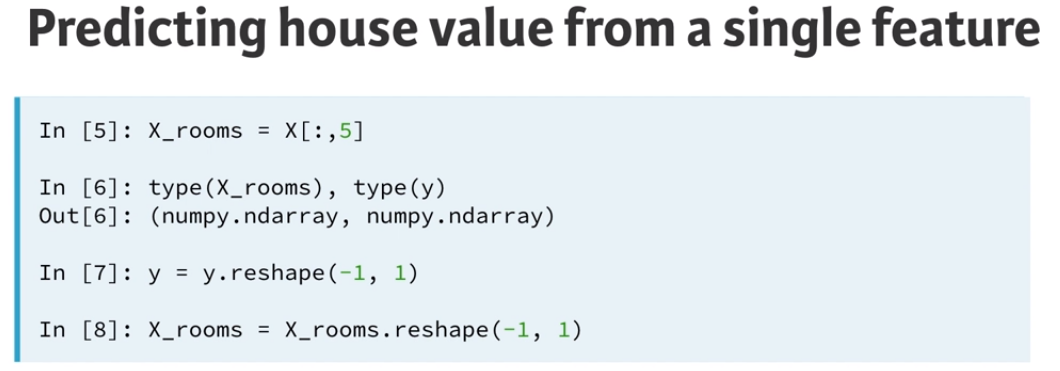 Predicting house value from a single feature
In [5]: X_rooms = X[:,5]
In [6]: type(X_rooms), type(y)
Out[6]: (numpy.ndarray, numpy.ndarray)
In [7]: y = y.reshape(-1, 1)
In [8]: X_rooms = X_rooms.reshape(-1, 1)